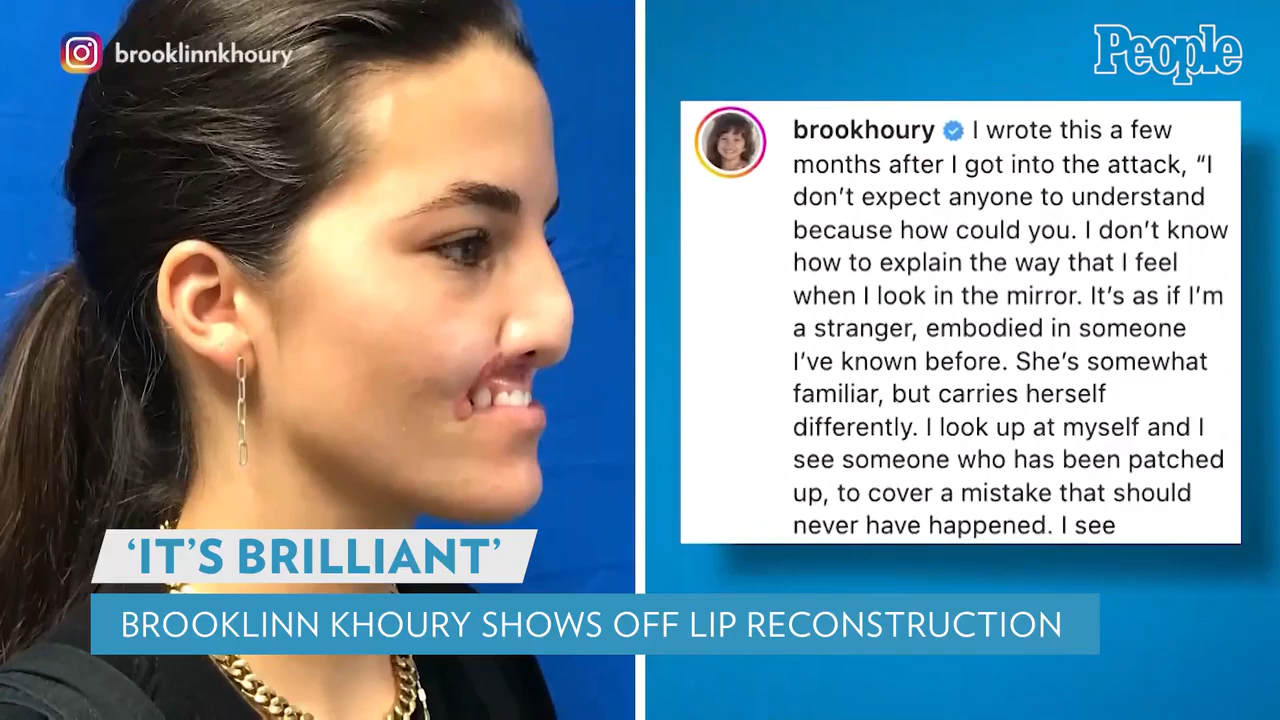 brooklinnkhoury
People
brookhoury I wrote this a few
months after I got into the attack, “I
don’t expect anyone to understand
because how could you. I don’t know
how to explain the way that I feel
when I look in the mirror. It’s as if I’m
a stranger, embodied in someone
I’ve known before. She’s somewhat
familiar, but carries herself
differently. I look up at myself and I
see someone who has been patched
up, to cover a mistake that should
never have happened. I see
‘IT’S BRILLIANT’
BROOKLINN KHOURY SHOWS OFF LIP RECONSTRUCTION